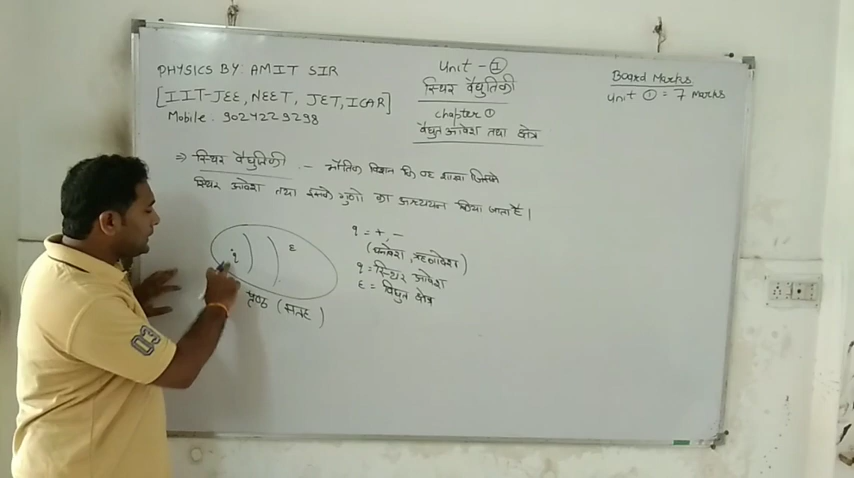 PHYSICS BY: AMIT SIR
[IIT-JEE, NEET, JET, ICAR]
Mobile. 9024229298
Unit - ①
स्थिर वैद्युतिकी
chapter ①
वैद्युत आवेश तथा क्षेत्र
Board Marks
Unit ① = 7 Marks
⇒ स्थिर वैद्युतिकी :- भौतिक विज्ञान कि वह शाखा जिसमे
स्थिर आवेश तथा इसके गुणो का अध्ययन किया जाता है।
q
ε
पृष्ठ (सतह)
q = + -
(धनावेश, ऋणावेश)
q = स्थिर आवेश
ε = विद्युत क्षेत्र
03